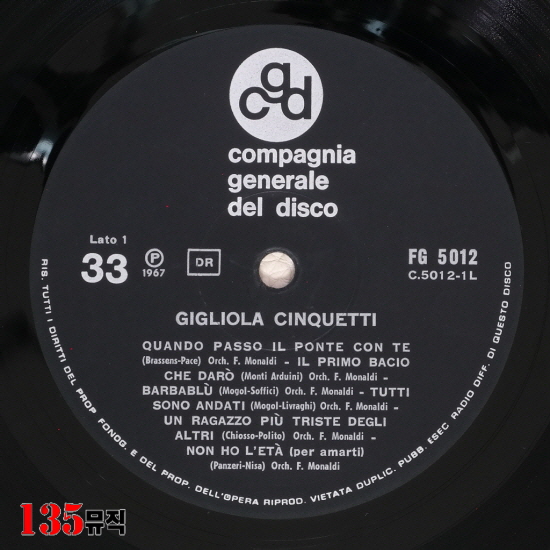 cgd
compagnia
generale
del disco
Lato 1
33
P
1967
DR
FG 5012
C.5012-1L
GIGLIOLA CINQUETTI
QUANDO PASSO IL PONTE CON TE
(Brassens-Pace) Orch. F. Monaldi - IL PRIMO BACIO
CHE DARÒ (Monti Arduini) Orch. F. Monaldi -
BARBABLÙ (Mogol-Soffici) Orch. F. Monaldi - TUTTI
SONO ANDATI (Mogol-Livraghi) Orch. F. Monaldi -
UN RAGAZZO PIÙ TRISTE DEGLI
ALTRI (Chiosso-Polito) Orch. F. Monaldi -
NON HO L'ETÀ (per amarti)
(Panzeri-Nisa) Orch. F. Monaldi
RIS. TUTTI I DIRITTI DEL PROP. FONOG. E DEL PROP. DELL'OPERA RIPROD. VIETATA DUPLIC. PUBB. ESEC RADIO DIFF. DI QUESTO DISCO
135뮤직